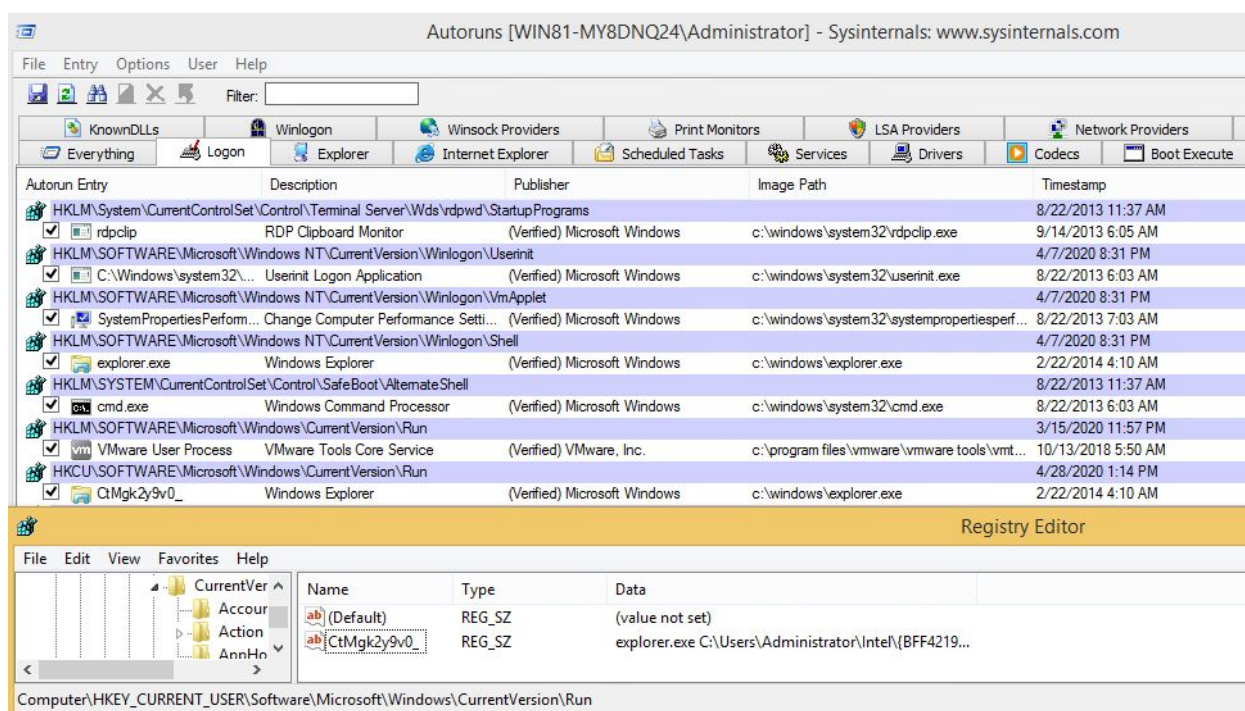 Autoruns [WIN81-MY8DNQ24\Administrator] - Sysinternals: www.sysinternals.com
File Entry Options User Help
Filter:
KnownDLLs Winlogon Winsock Providers Print Monitors LSA Providers Network Providers
Everything Logon Explorer Internet Explorer Scheduled Tasks Services Drivers Codecs Boot Execute
Autorun Entry Description Publisher Image Path Timestamp
HKLM\System\CurrentControlSet\Control\Terminal Server\Wds\rdpwd\StartupPrograms 8/22/2013 11:37 AM
rdpclip RDP Clipboard Monitor (Verified) Microsoft Windows c:\windows\system32\rdpclip.exe 9/14/2013 6:05 AM
HKLM\SOFTWARE\Microsoft\Windows NT\CurrentVersion\Winlogon\Userinit 4/7/2020 8:31 PM
C:\Windows\system32\... Userinit Logon Application (Verified) Microsoft Windows c:\windows\system32\userinit.exe 8/22/2013 6:03 AM
HKLM\SOFTWARE\Microsoft\Windows NT\CurrentVersion\Winlogon\VmApplet 4/7/2020 8:31 PM
SystemPropertiesPerform... Change Computer Performance Setti... (Verified) Microsoft Windows c:\windows\system32\systempropertiesperf... 8/22/2013 7:03 AM
HKLM\SOFTWARE\Microsoft\Windows NT\CurrentVersion\Winlogon\Shell 4/7/2020 8:31 PM
explorer.exe Windows Explorer (Verified) Microsoft Windows c:\windows\explorer.exe 2/22/2014 4:10 AM
HKLM\SYSTEM\CurrentControlSet\Control\SafeBoot\AlternateShell 8/22/2013 11:37 AM
cmd.exe Windows Command Processor (Verified) Microsoft Windows c:\windows\system32\cmd.exe 8/22/2013 6:03 AM
HKLM\SOFTWARE\Microsoft\Windows\CurrentVersion\Run 3/15/2020 11:57 PM
vm VMware User Process VMware Tools Core Service (Verified) VMware, Inc. c:\program files\vmware\vmware tools\vmt... 10/13/2018 5:50 AM
HKCU\SOFTWARE\Microsoft\Windows\CurrentVersion\Run 4/28/2020 1:14 PM
CtMgk2y9v0_ Windows Explorer (Verified) Microsoft Windows c:\windows\explorer.exe 2/22/2014 4:10 AM
Registry Editor
File Edit View Favorites Help
CurrentVer Name Type Data
Accour ab (Default) REG_SZ (value not set)
Action ab CtMgk2y9v0_ REG_SZ explorer.exe C:\Users\Administrator\Intel\{BFF4219...
AppHo
Computer\HKEY_CURRENT_USER\Software\Microsoft\Windows\CurrentVersion\Run